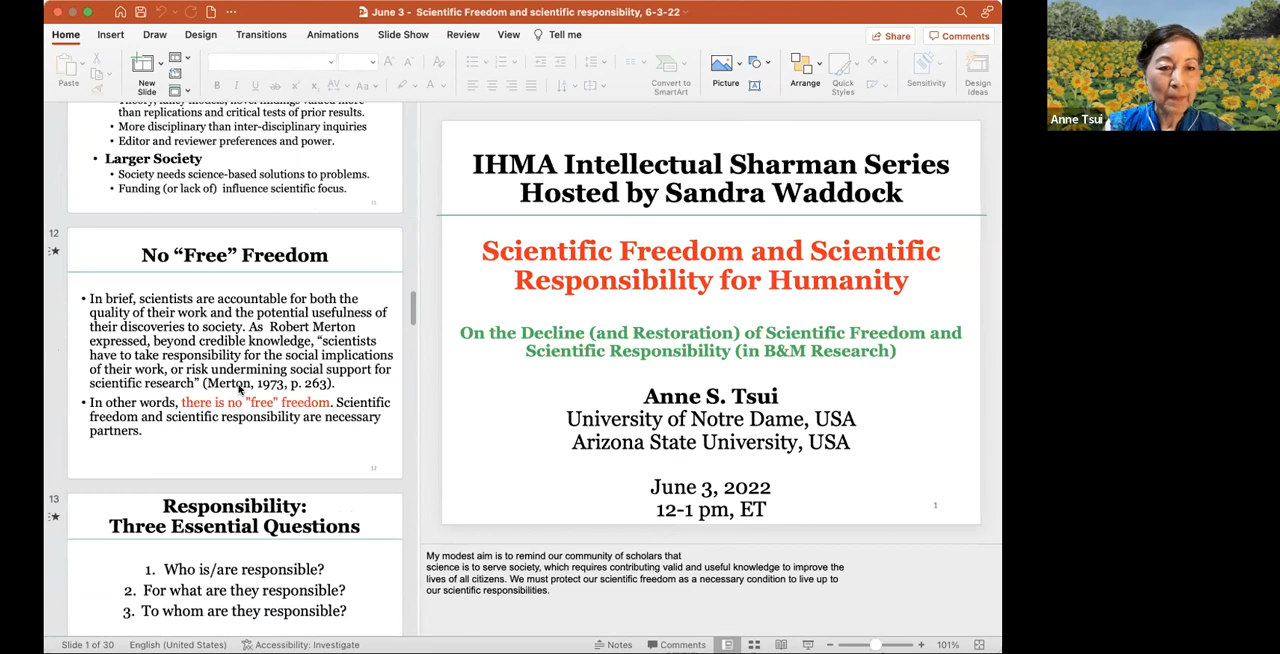 June 3 - Scientific Freedom and scientific responsibiilty, 6-3-22
Home Insert Draw Design Transitions Animations Slide Show Review View Tell me Share Comments
Paste New Slide Convert to SmartArt Picture Arrange Quick Styles Sensitivity Design Ideas
than replications and critical tests of prior results.
• More disciplinary than inter-disciplinary inquiries
• Editor and reviewer preferences and power.
• Larger Society
• Society needs science-based solutions to problems.
• Funding (or lack of) influence scientific focus.
11
12
No “Free” Freedom
• In brief, scientists are accountable for both the
quality of their work and the potential usefulness of
their discoveries to society. As Robert Merton
expressed, beyond credible knowledge, “scientists
have to take responsibility for the social implications
of their work, or risk undermining social support for
scientific research” (Merton, 1973, p. 263).
• In other words, there is no "free" freedom. Scientific
freedom and scientific responsibility are necessary
partners.
12
13
Responsibility:
Three Essential Questions
1. Who is/are responsible?
2. For what are they responsible?
3. To whom are they responsible?
IHMA Intellectual Sharman Series
Hosted by Sandra Waddock
Scientific Freedom and Scientific
Responsibility for Humanity
On the Decline (and Restoration) of Scientific Freedom and
Scientific Responsibility (in B&M Research)
Anne S. Tsui
University of Notre Dame, USA
Arizona State University, USA
June 3, 2022
12-1 pm, ET
1
My modest aim is to remind our community of scholars that
science is to serve society, which requires contributing valid and useful knowledge to improve the
lives of all citizens. We must protect our scientific freedom as a necessary condition to live up to
our scientific responsibilities.
Slide 1 of 30 English (United States) Accessibility: Investigate Notes Comments 101%
Anne Tsui